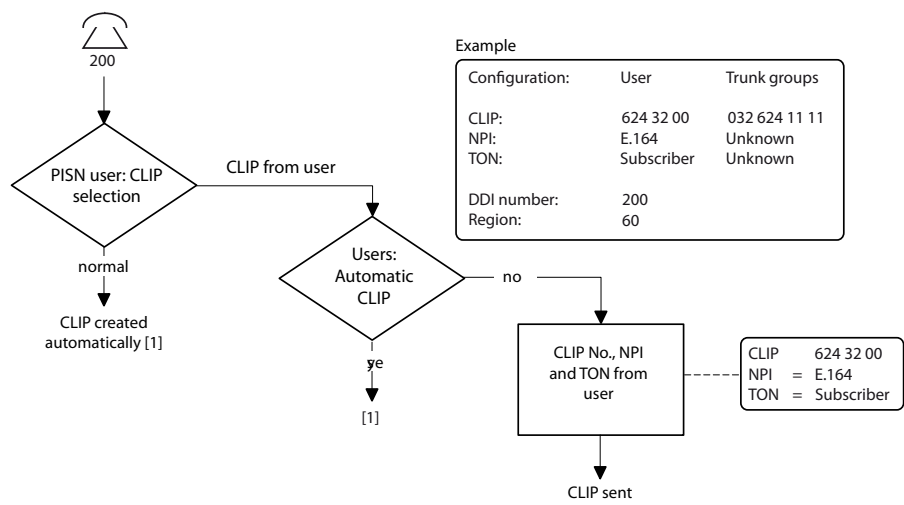 200
Example
Configuration: User Trunk groups
CLIP: 624 32 00 032 624 11 11
NPI: E.164 Unknown
TON: Subscriber Unknown
DDI number: 200
Region: 60
PISN user: CLIP
selection
CLIP from user
normal
CLIP created
automatically [1]
Users:
Automatic
CLIP
no
ye
[1]
CLIP No., NPI
and TON from
user
CLIP 624 32 00
NPI = E.164
TON = Subscriber
CLIP sent